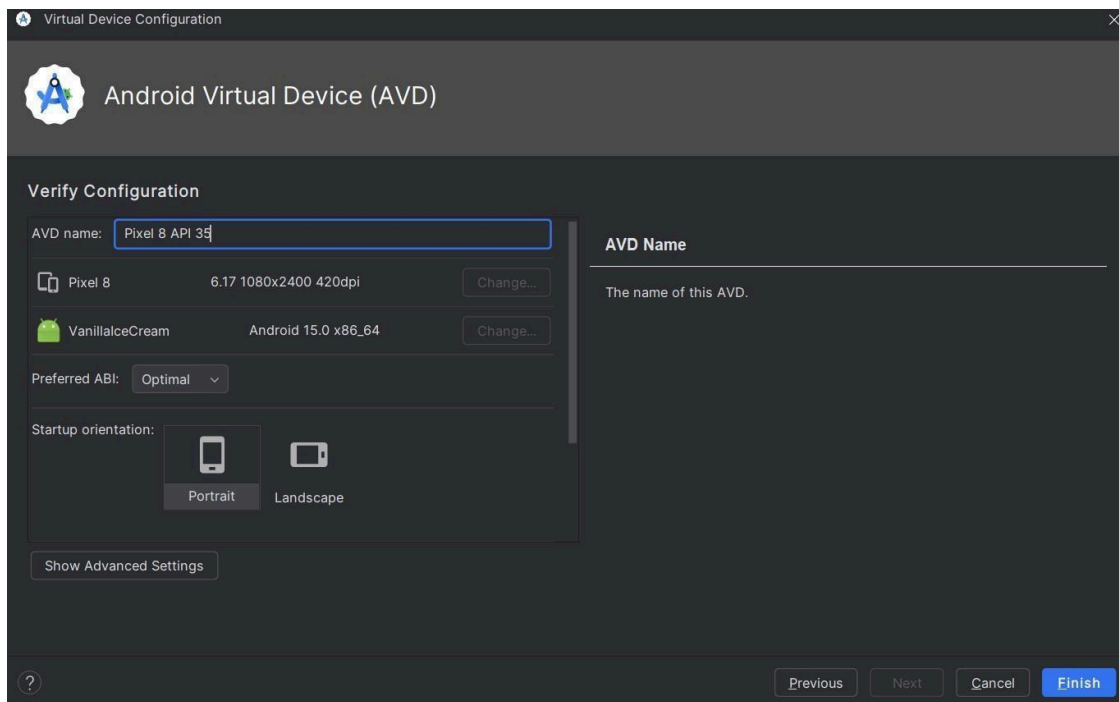 Virtual Device Configuration
Android Virtual Device (AVD)
Verify Configuration
AVD name: Pixel 8 API 35
Pixel 8 6.17 1080x2400 420dpi Change...
VanillaIceCream Android 15.0 x86_64 Change...
Preferred ABI: Optimal
Startup orientation:
Portrait Landscape
Show Advanced Settings
AVD Name
The name of this AVD.
? Previous Next Cancel Finish